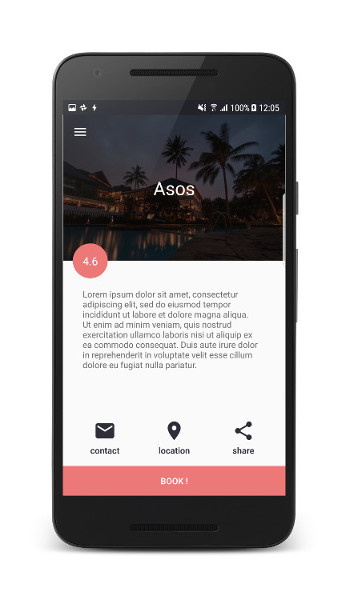 100% 12:05
Asos
4.6
Lorem ipsum dolor sit amet, consectetur
adipiscing elit, sed do eiusmod tempor
incididunt ut labore et dolore magna aliqua.
Ut enim ad minim veniam, quis nostrud
exercitation ullamco laboris nisi ut aliquip ex
ea commodo consequat. Duis aute irure dolor
in reprehenderit in voluptate velit esse cillum
dolore eu fugiat nulla pariatur.
contact location share
BOOK !